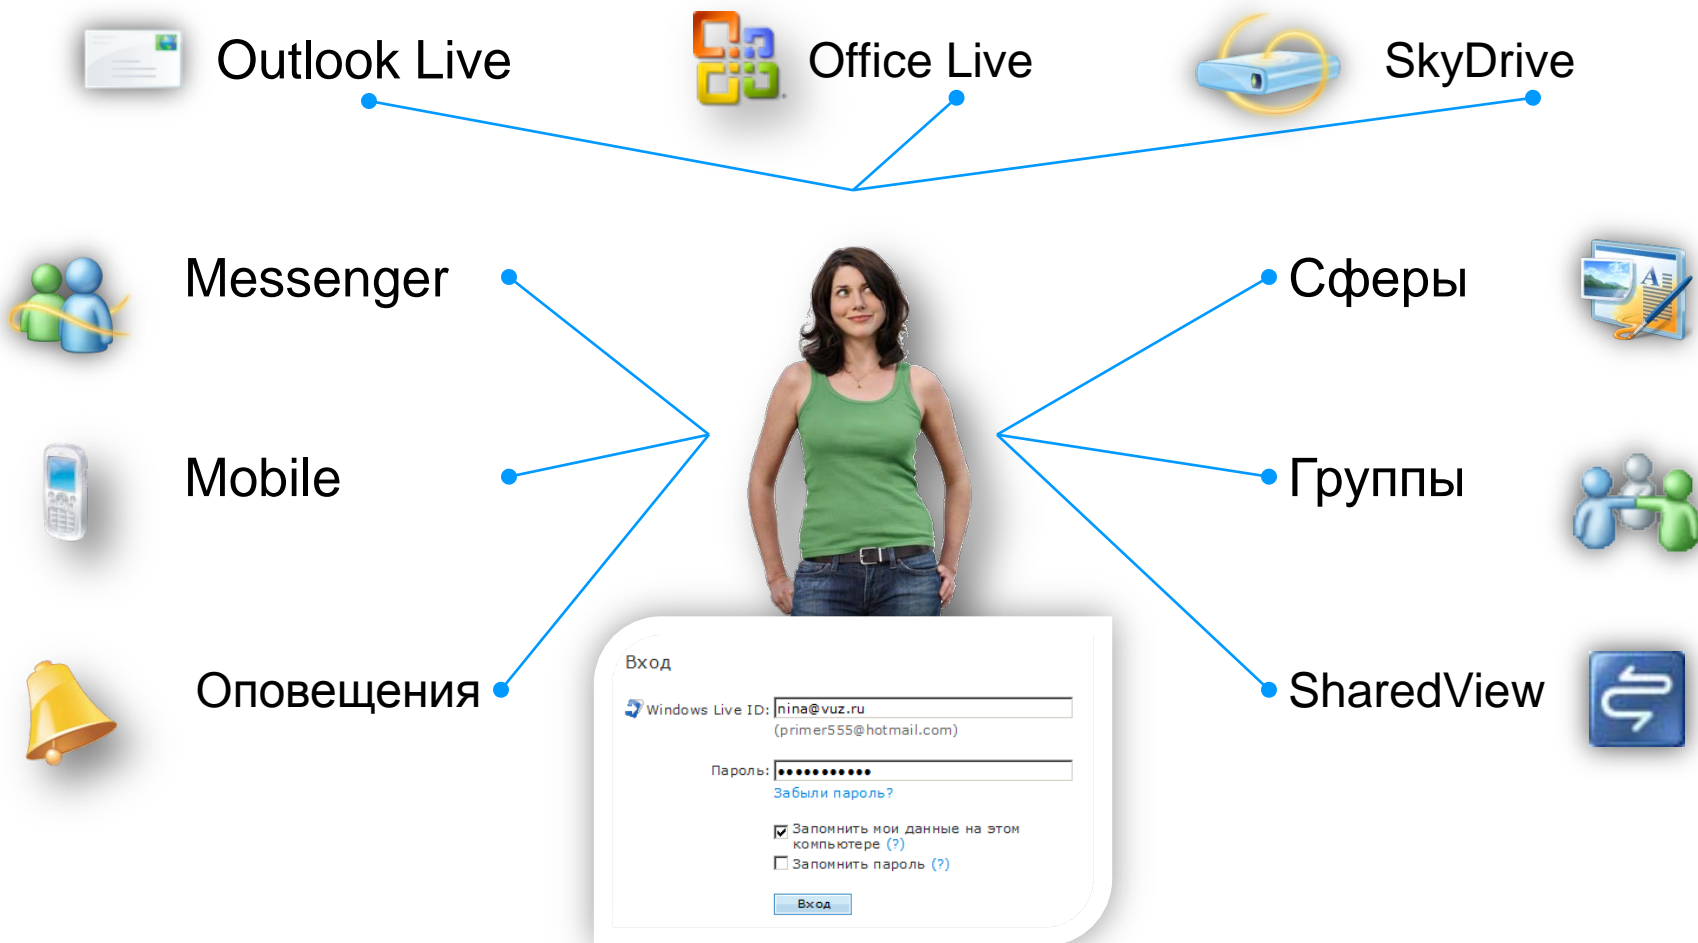 Outlook Live
Office Live
SkyDrive
Messenger
Сферы
Mobile
Группы
Оповещения
SharedView
Вход
Windows Live ID: nina@vuz.ru
(primer555@hotmail.com)
Пароль: •••••••••••
Забыли пароль?
Запомнить мои данные на этом
компьютере (?)
Запомнить пароль (?)
Вход